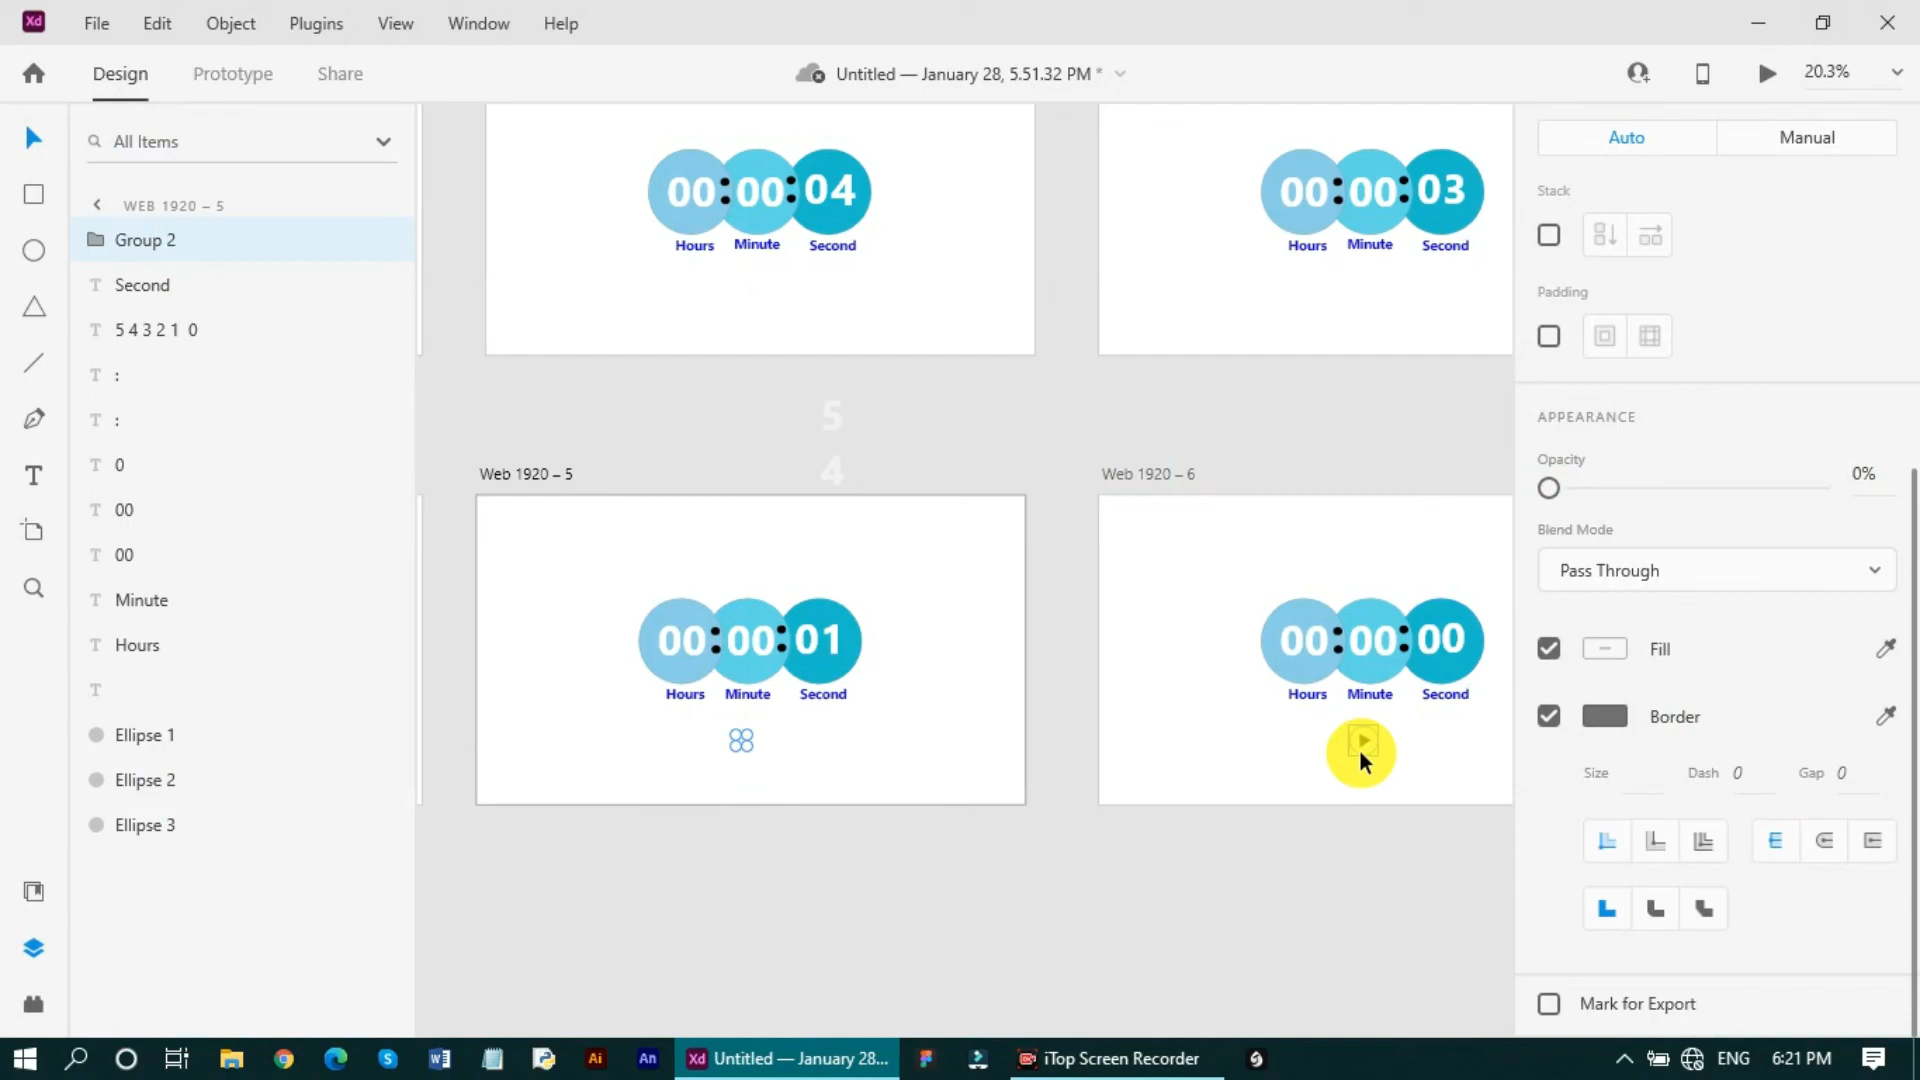 Xd File Edit Object Plugins View Window Help
Design Prototype Share Untitled — January 28, 5.51.32 PM * 20.3%
All Items
WEB 1920 – 5
Group 2
Second
5 4 3 2 1 0
:
:
0
00
00
Minute
Hours
Ellipse 1
Ellipse 2
Ellipse 3
00:00:04
Hours Minute Second
00:00:03
Hours Minute Second
5
4
Web 1920 – 5
00:00:01
Hours Minute Second
Web 1920 – 6
00:00:00
Hours Minute Second
Auto Manual
Stack
Padding
APPEARANCE
Opacity
0%
Blend Mode
Pass Through
Fill
Border
Size Dash 0 Gap 0
Mark for Export
Ai An Xd Untitled — January 28... iTop Screen Recorder ENG 6:21 PM